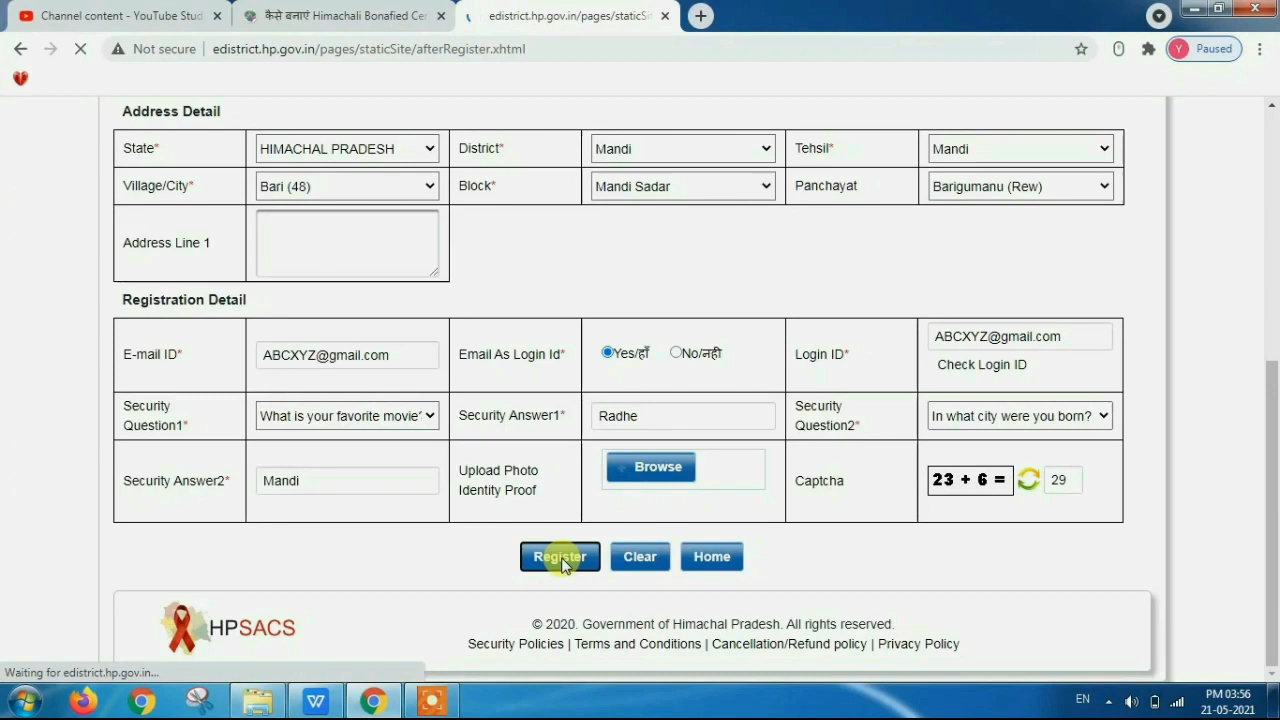 Channel content - YouTube Stud
कैसे बनाएं Himachali Bonafied Cer
edistrict.hp.gov.in/pages/staticSi
Not secure edistrict.hp.gov.in/pages/staticSite/afterRegister.xhtml
Y Paused
Address Detail
State* HIMACHAL PRADESH District* Mandi Tehsil* Mandi
Village/City* Bari (48) Block* Mandi Sadar Panchayat Barigumanu (Rew)
Address Line 1
Registration Detail
E-mail ID* ABCXYZ@gmail.com Email As Login Id* Yes/हाँ No/नही Login ID* ABCXYZ@gmail.com
Check Login ID
Security Question1* What is your favorite movie? Security Answer1* Radhe Security Question2* In what city were you born?
Security Answer2* Mandi Upload Photo Identity Proof Browse Captcha 23 + 6 = 29
Register Clear Home
HPSACS
© 2020. Government of Himachal Pradesh. All rights reserved.
Security Policies | Terms and Conditions | Cancellation/Refund policy | Privacy Policy
Waiting for edistrict.hp.gov.in...
EN PM 03:56
21-05-2021